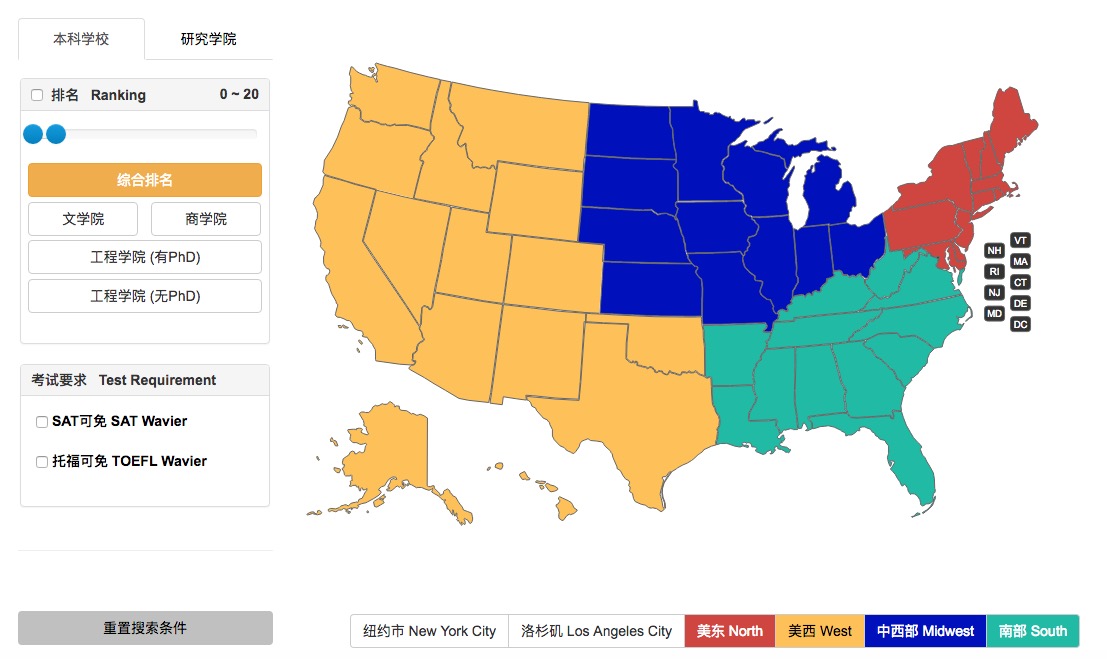 本科学校
研究学院
排名 Ranking 0 ~ 20
综合排名
文学院
商学院
工程学院 (有PhD)
工程学院 (无PhD)
考试要求 Test Requirement
SAT可免 SAT Wavier
托福可免 TOEFL Wavier
重置搜索条件
VT
NH
MA
RI
CT
NJ
DE
MD
DC
纽约市 New York City
洛杉矶 Los Angeles City
美东 North
美西 West
中西部 Midwest
南部 South